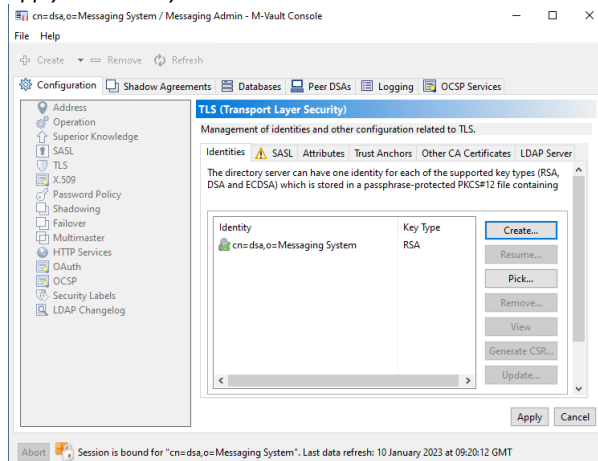 cn=dsa,o=Messaging System / Messaging Admin - M-Vault Console
File Help
Create Remove Refresh
Configuration Shadow Agreements Databases Peer DSAs Logging OCSP Services
Address
Operation
Superior Knowledge
SASL
TLS
X.509
Password Policy
Shadowing
Failover
Multimaster
HTTP Services
OAuth
OCSP
Security Labels
LDAP Changelog
TLS (Transport Layer Security)
Management of identities and other configuration related to TLS.
Identities SASL Attributes Trust Anchors Other CA Certificates LDAP Server
The directory server can have one identity for each of the supported key types (RSA,
DSA and ECDSA) which is stored in a passphrase-protected PKCS#12 file containing
Identity Key Type
cn=dsa,o=Messaging System RSA
Create...
Resume...
Pick...
Remove...
View
Generate CSR...
Update...
Apply Cancel
Abort Session is bound for "cn=dsa,o=Messaging System". Last data refresh: 10 January 2023 at 09:20:12 GMT